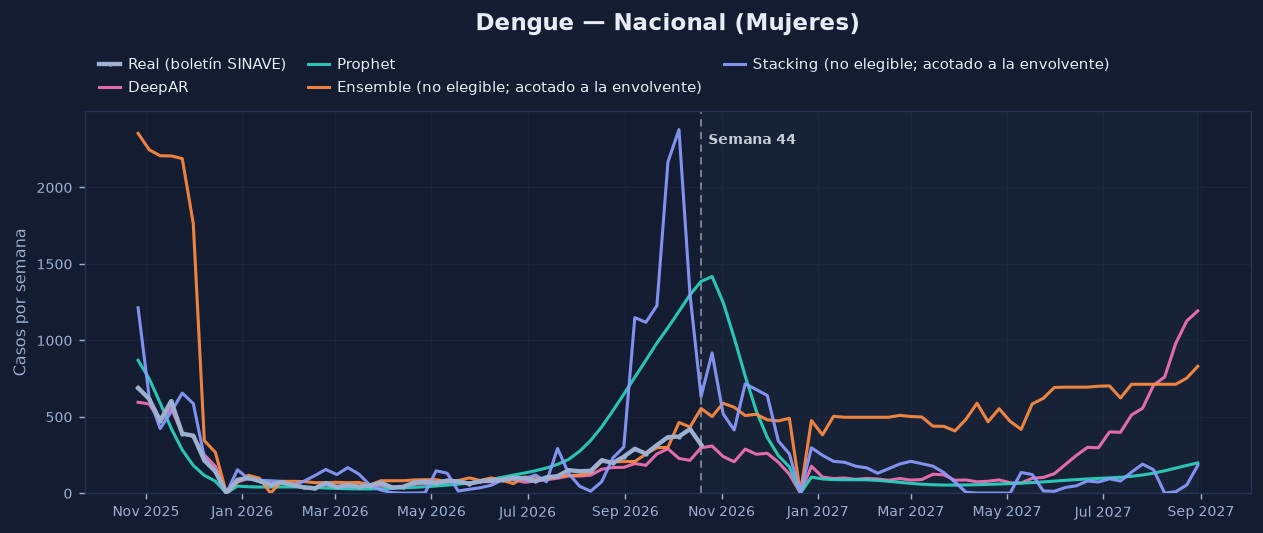 Dengue — Nacional (Mujeres)
Real (boletín SINAVE)
Prophet
Stacking (no elegible; acotado a la envolvente)
DeepAR
Ensemble (no elegible; acotado a la envolvente)
Semana 44
Casos por semana
2000
1500
1000
500
0
Nov 2025 Jan 2026 Mar 2026 May 2026 Jul 2026 Sep 2026 Nov 2026 Jan 2027 Mar 2027 May 2027 Jul 2027 Sep 2027